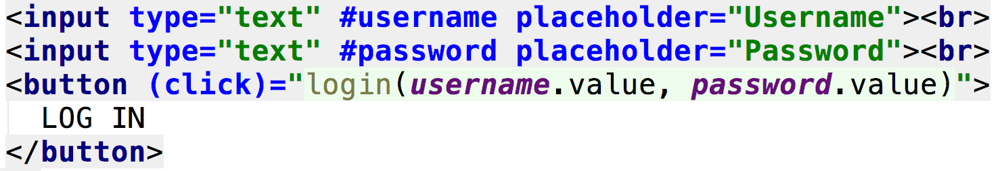 <input type="text" #username placeholder="Username"><br>
<input type="text" #password placeholder="Password"><br>
<button (click)="login(username.value, password.value)">
LOG IN
</button>